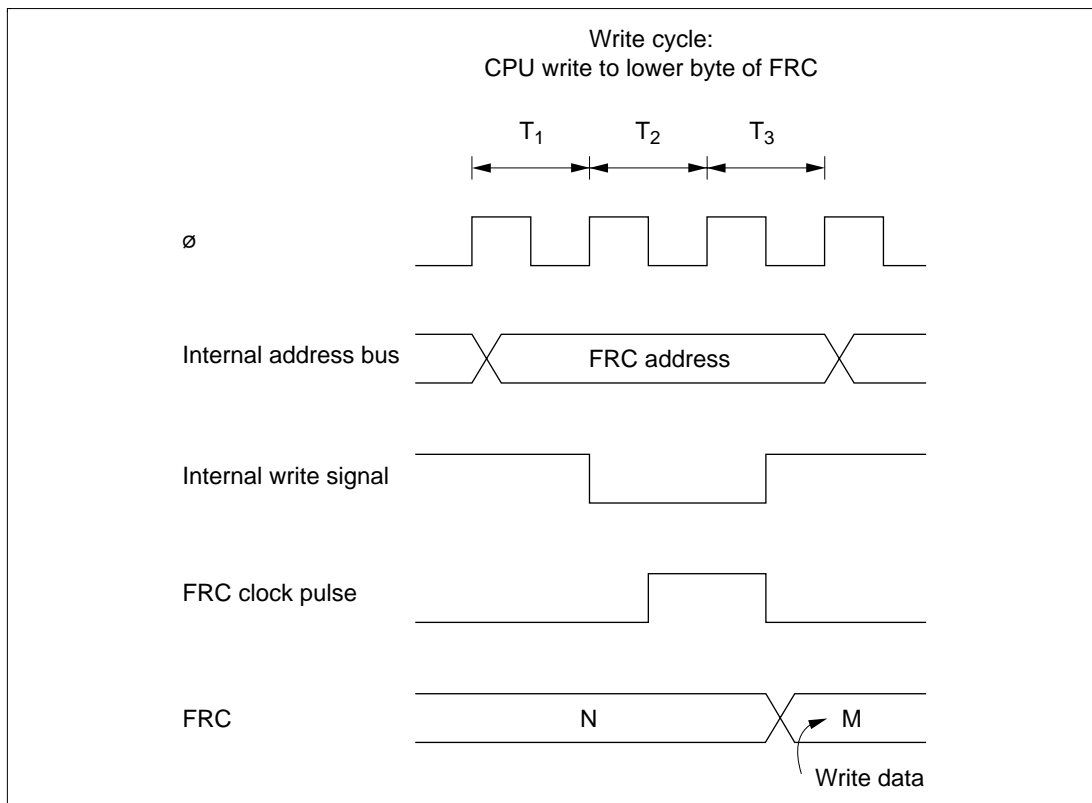 Write cycle:
CPU write to lower byte of FRC
T1 T2 T3
ø
Internal address bus
FRC address
Internal write signal
FRC clock pulse
FRC
N
M
Write data